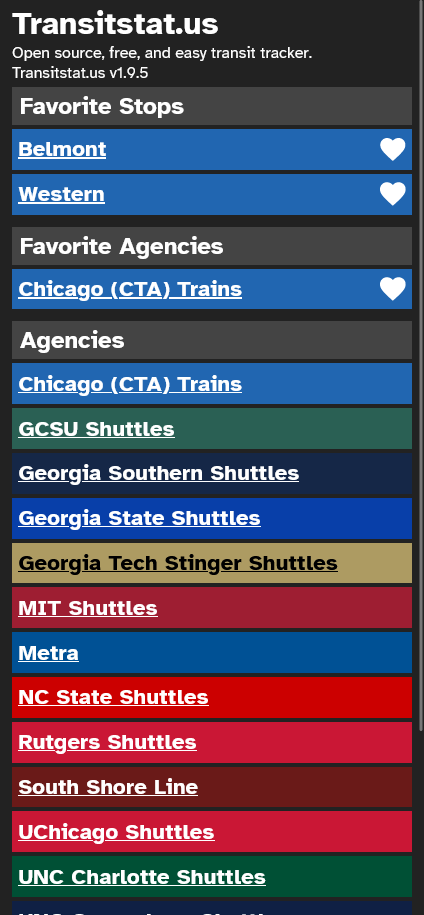 Transitstat.us
Open source, free, and easy transit tracker.
Transitstat.us v1.9.5
Favorite Stops
Belmont
Western
Favorite Agencies
Chicago (CTA) Trains
Agencies
Chicago (CTA) Trains
GCSU Shuttles
Georgia Southern Shuttles
Georgia State Shuttles
Georgia Tech Stinger Shuttles
MIT Shuttles
Metra
NC State Shuttles
Rutgers Shuttles
South Shore Line
UChicago Shuttles
UNC Charlotte Shuttles